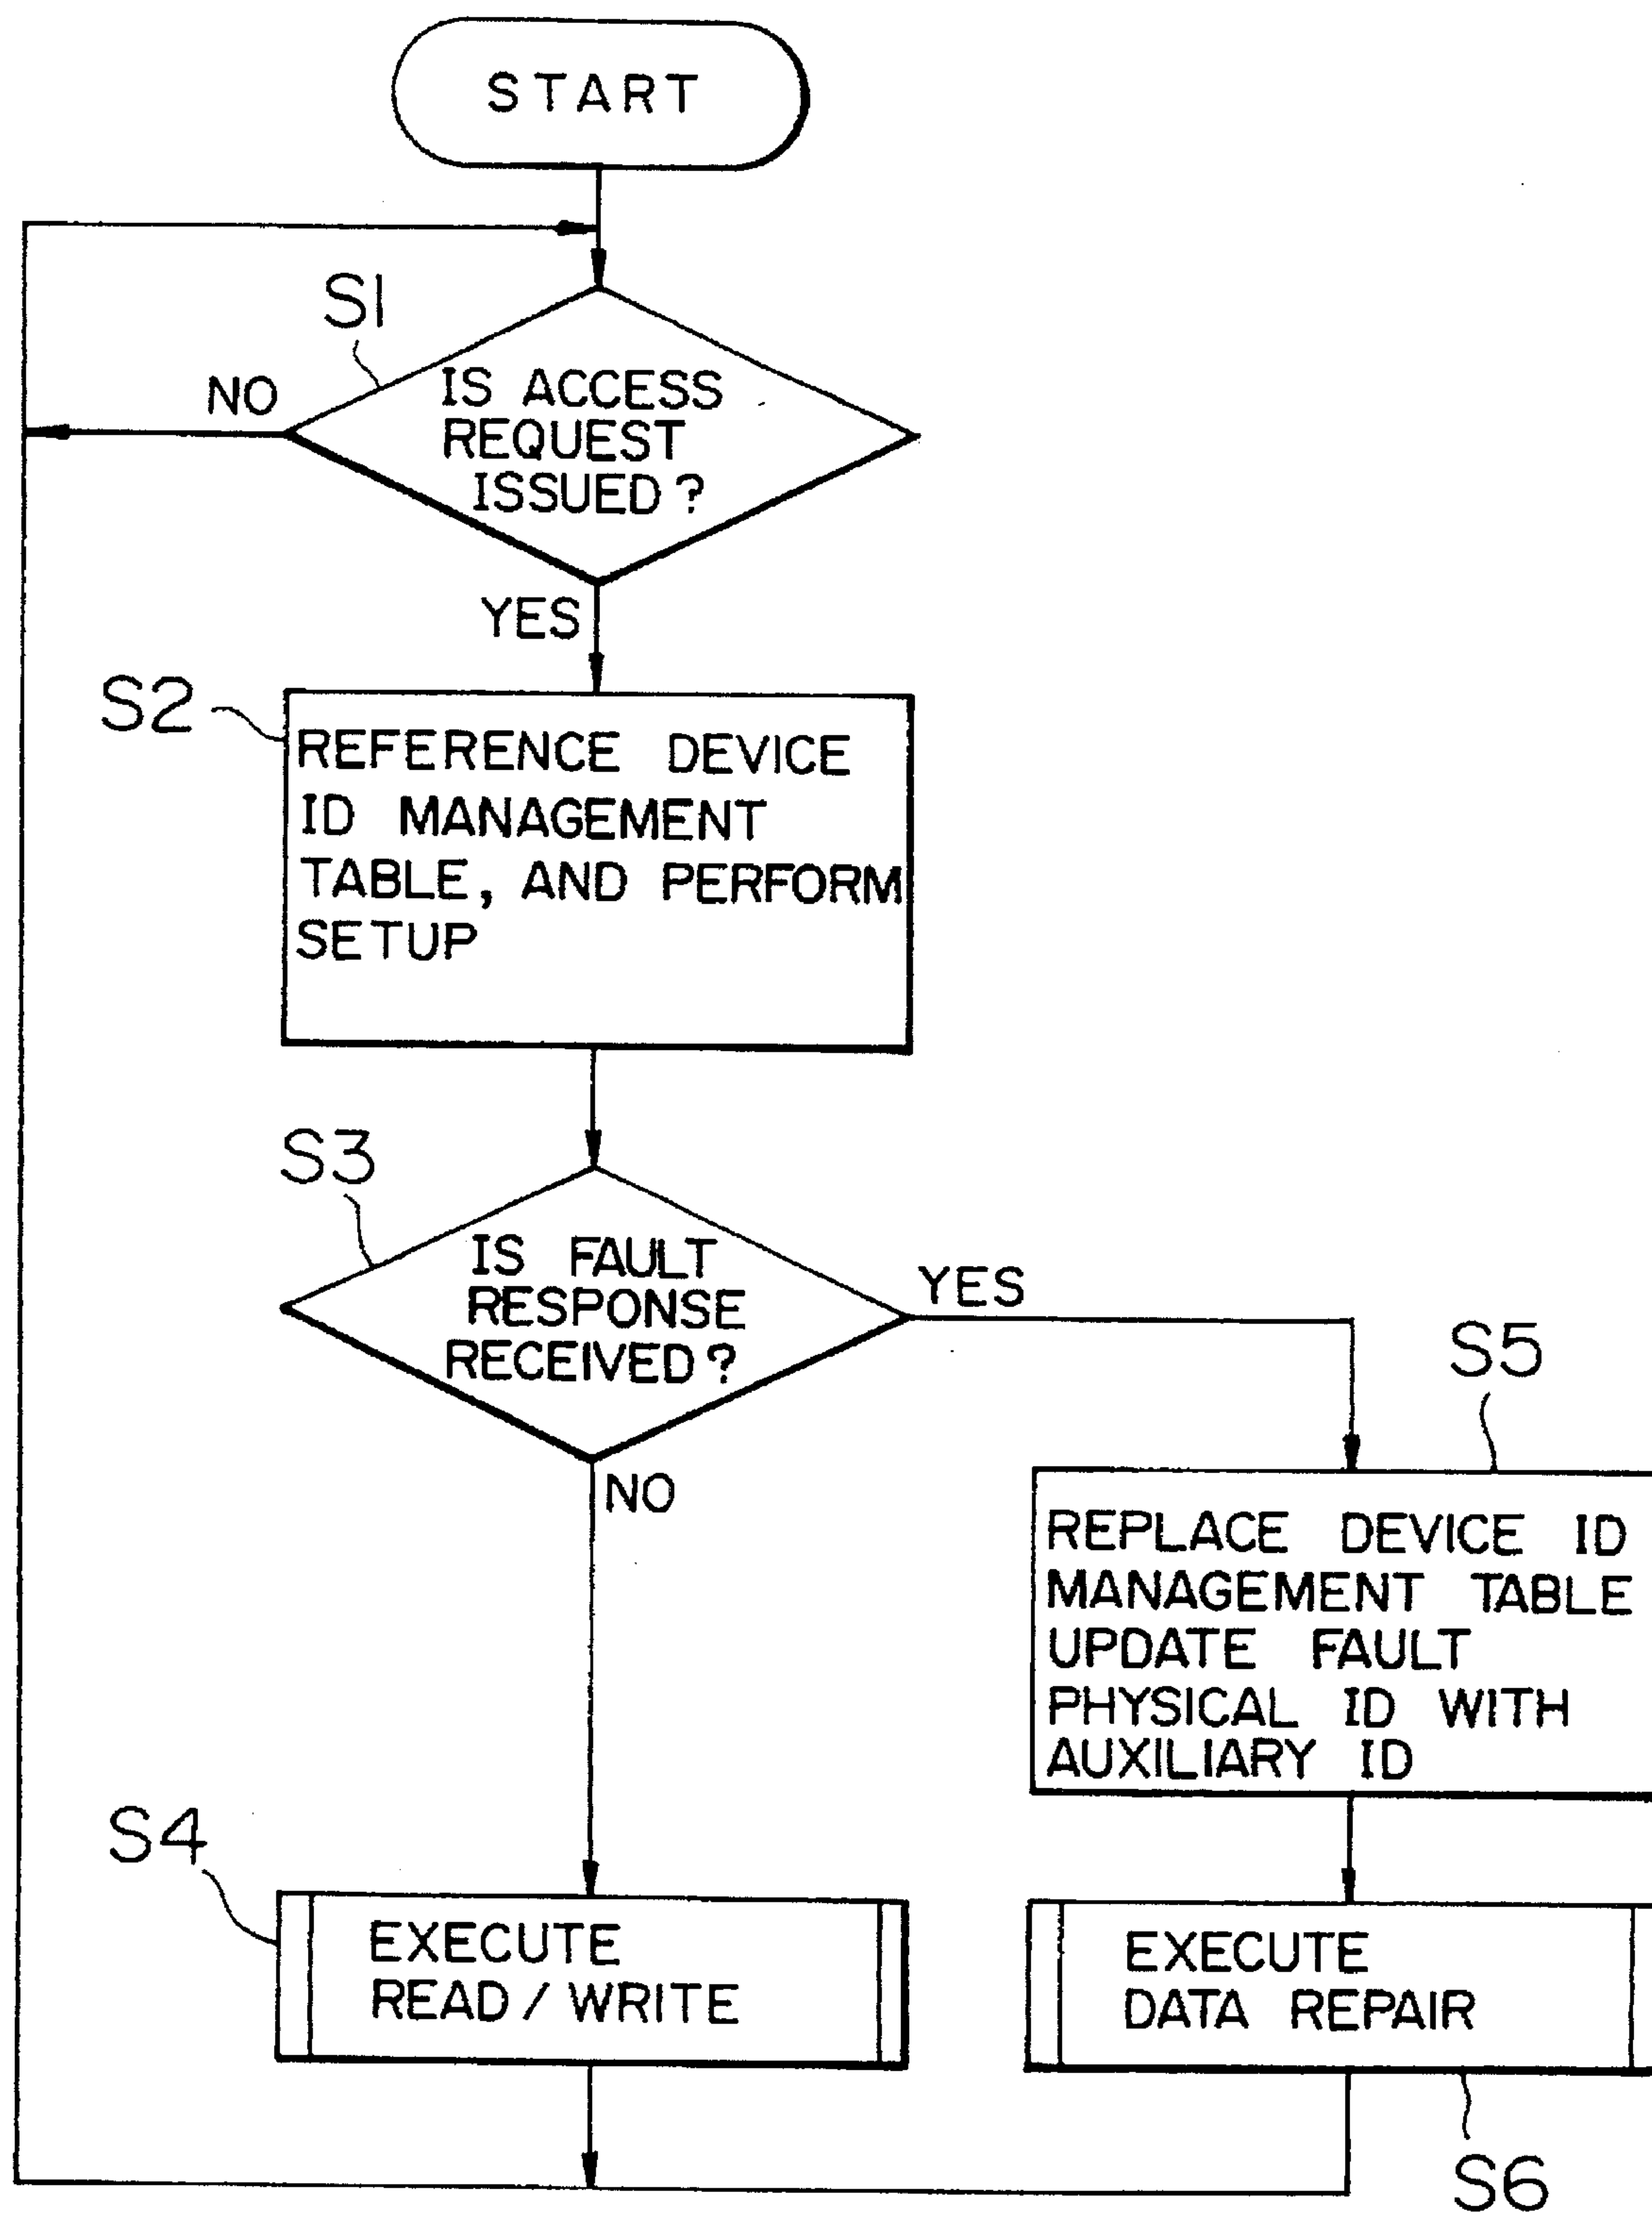 START
S1
NO
IS ACCESS
REQUEST
ISSUED?
YES
S2
REFERENCE DEVICE
ID MANAGEMENT
TABLE, AND PERFORM
SETUP
S3
IS FAULT
RESPONSE
RECEIVED?
YES
NO
S5
REPLACE DEVICE ID
MANAGEMENT TABLE
UPDATE FAULT
PHYSICAL ID WITH
AUXILIARY ID
S4
EXECUTE
READ/WRITE
EXECUTE
DATA REPAIR
S6